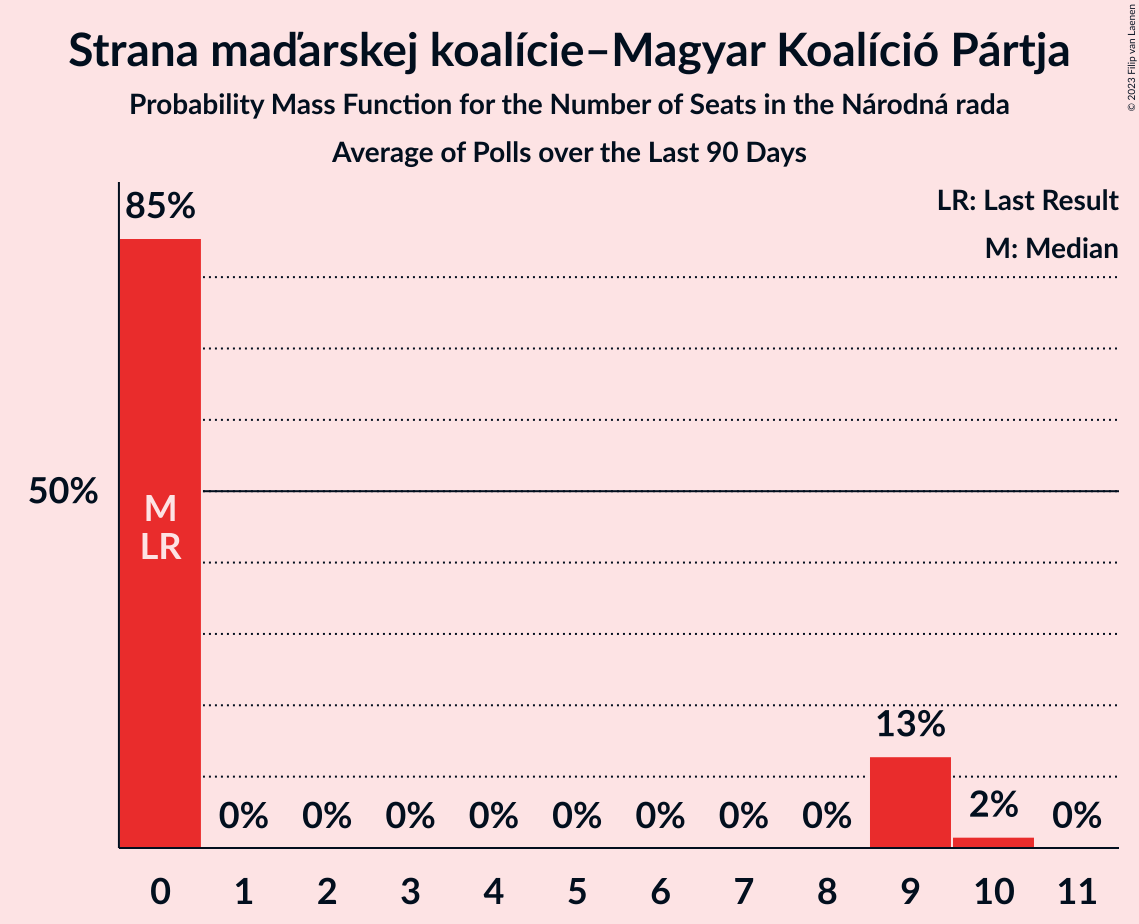 Strana maďarskej koalície–Magyar Koalíció Pártja
Probability Mass Function for the Number of Seats in the Národná rada
Average of Polls over the Last 90 Days
© 2023 Filip van Laenen
LR: Last Result
M: Median
85%
50%
M
LR
0% 0% 0% 0% 0% 0% 0% 0% 13% 2% 0%
0 1 2 3 4 5 6 7 8 9 10 11